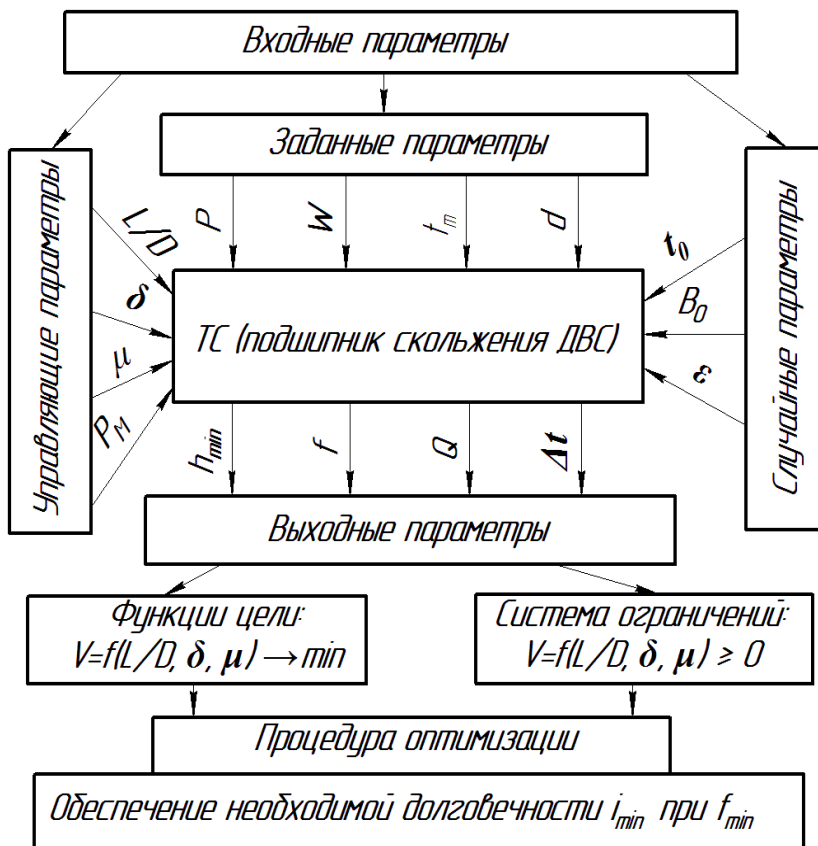 Входные параметры
Заданные параметры
Управляющие параметры
Случайные параметры
P
W
t_m
d
L/D
δ
μ
P_M
t_0
B_0
ε
ТС (подшипник скольжения ДВС)
h_min
f
Q
Δt
Выходные параметры
Функции цели:
V=f(L/D, δ, μ) → min
Система ограничений:
V=f(L/D, δ, μ) ≥ 0
Процедура оптимизации
Обеспечение необходимой долговечности i_min при f_min